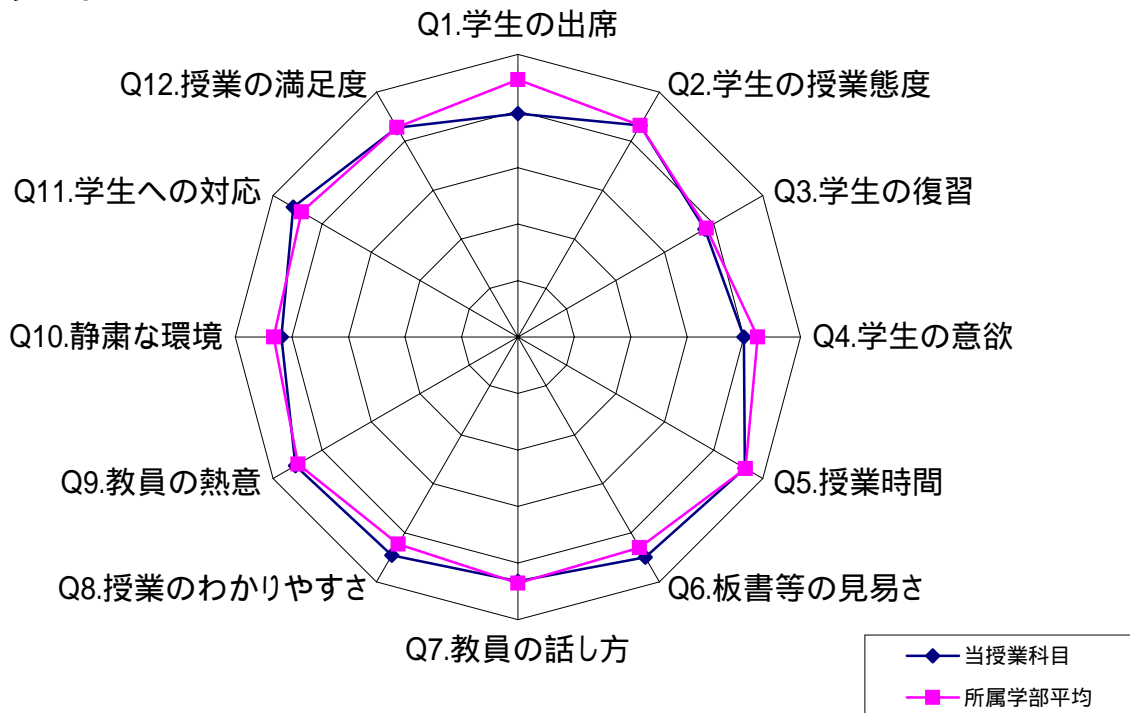 Q1.学生の出席
Q2.学生の授業態度
Q3.学生の復習
Q4.学生の意欲
Q5.授業時間
Q6.板書等の見易さ
Q7.教員の話し方
Q8.授業のわかりやすさ
Q9.教員の熱意
Q10.静粛な環境
Q11.学生への対応
Q12.授業の満足度
当授業科目
所属学部平均